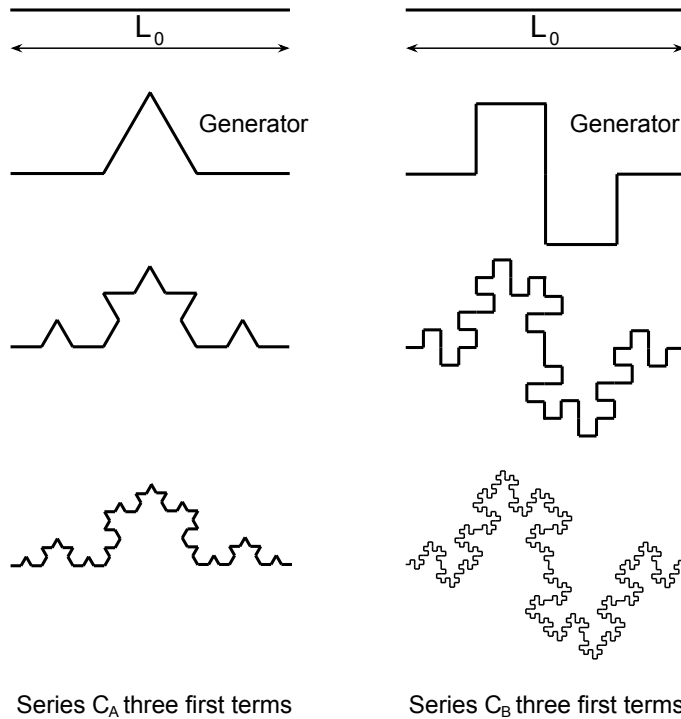 L0
L0
Generator
Generator
Series CA three first terms
Series CB three first terms